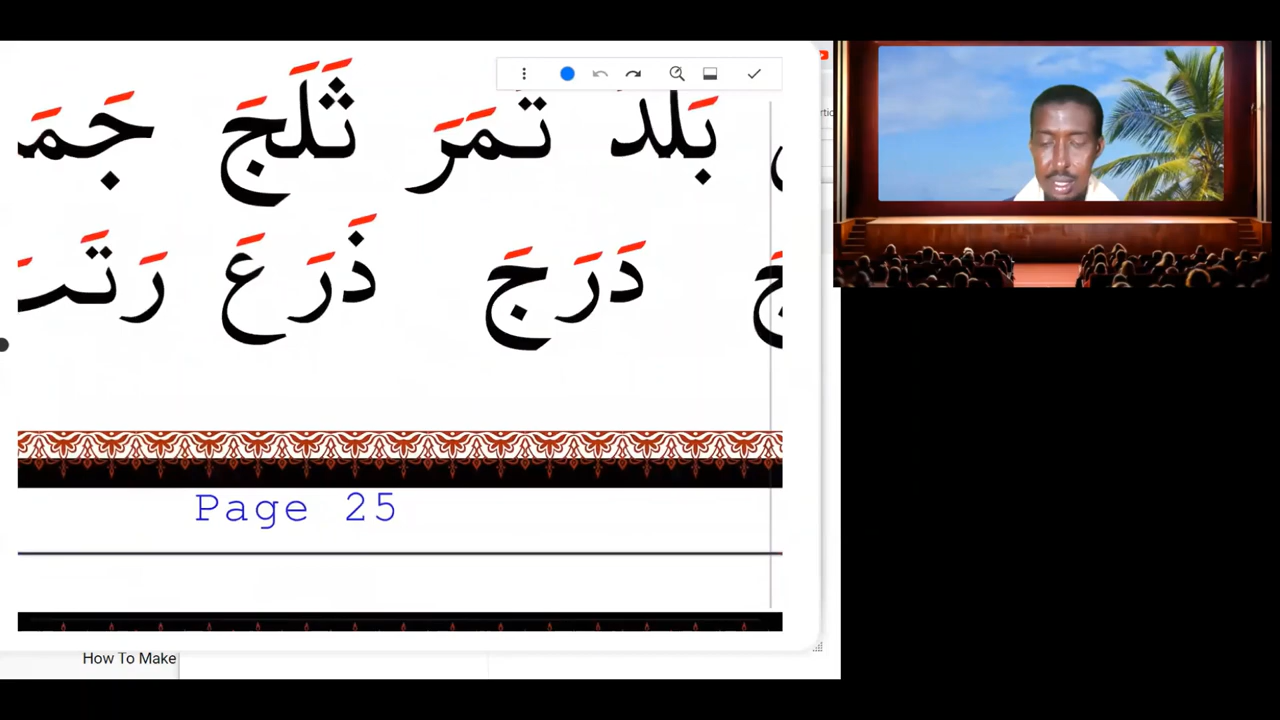 بَلَدَ تَمَرَ ثَلَجَ
دَرَجَ ذَرَعَ
Page 25
How To Make